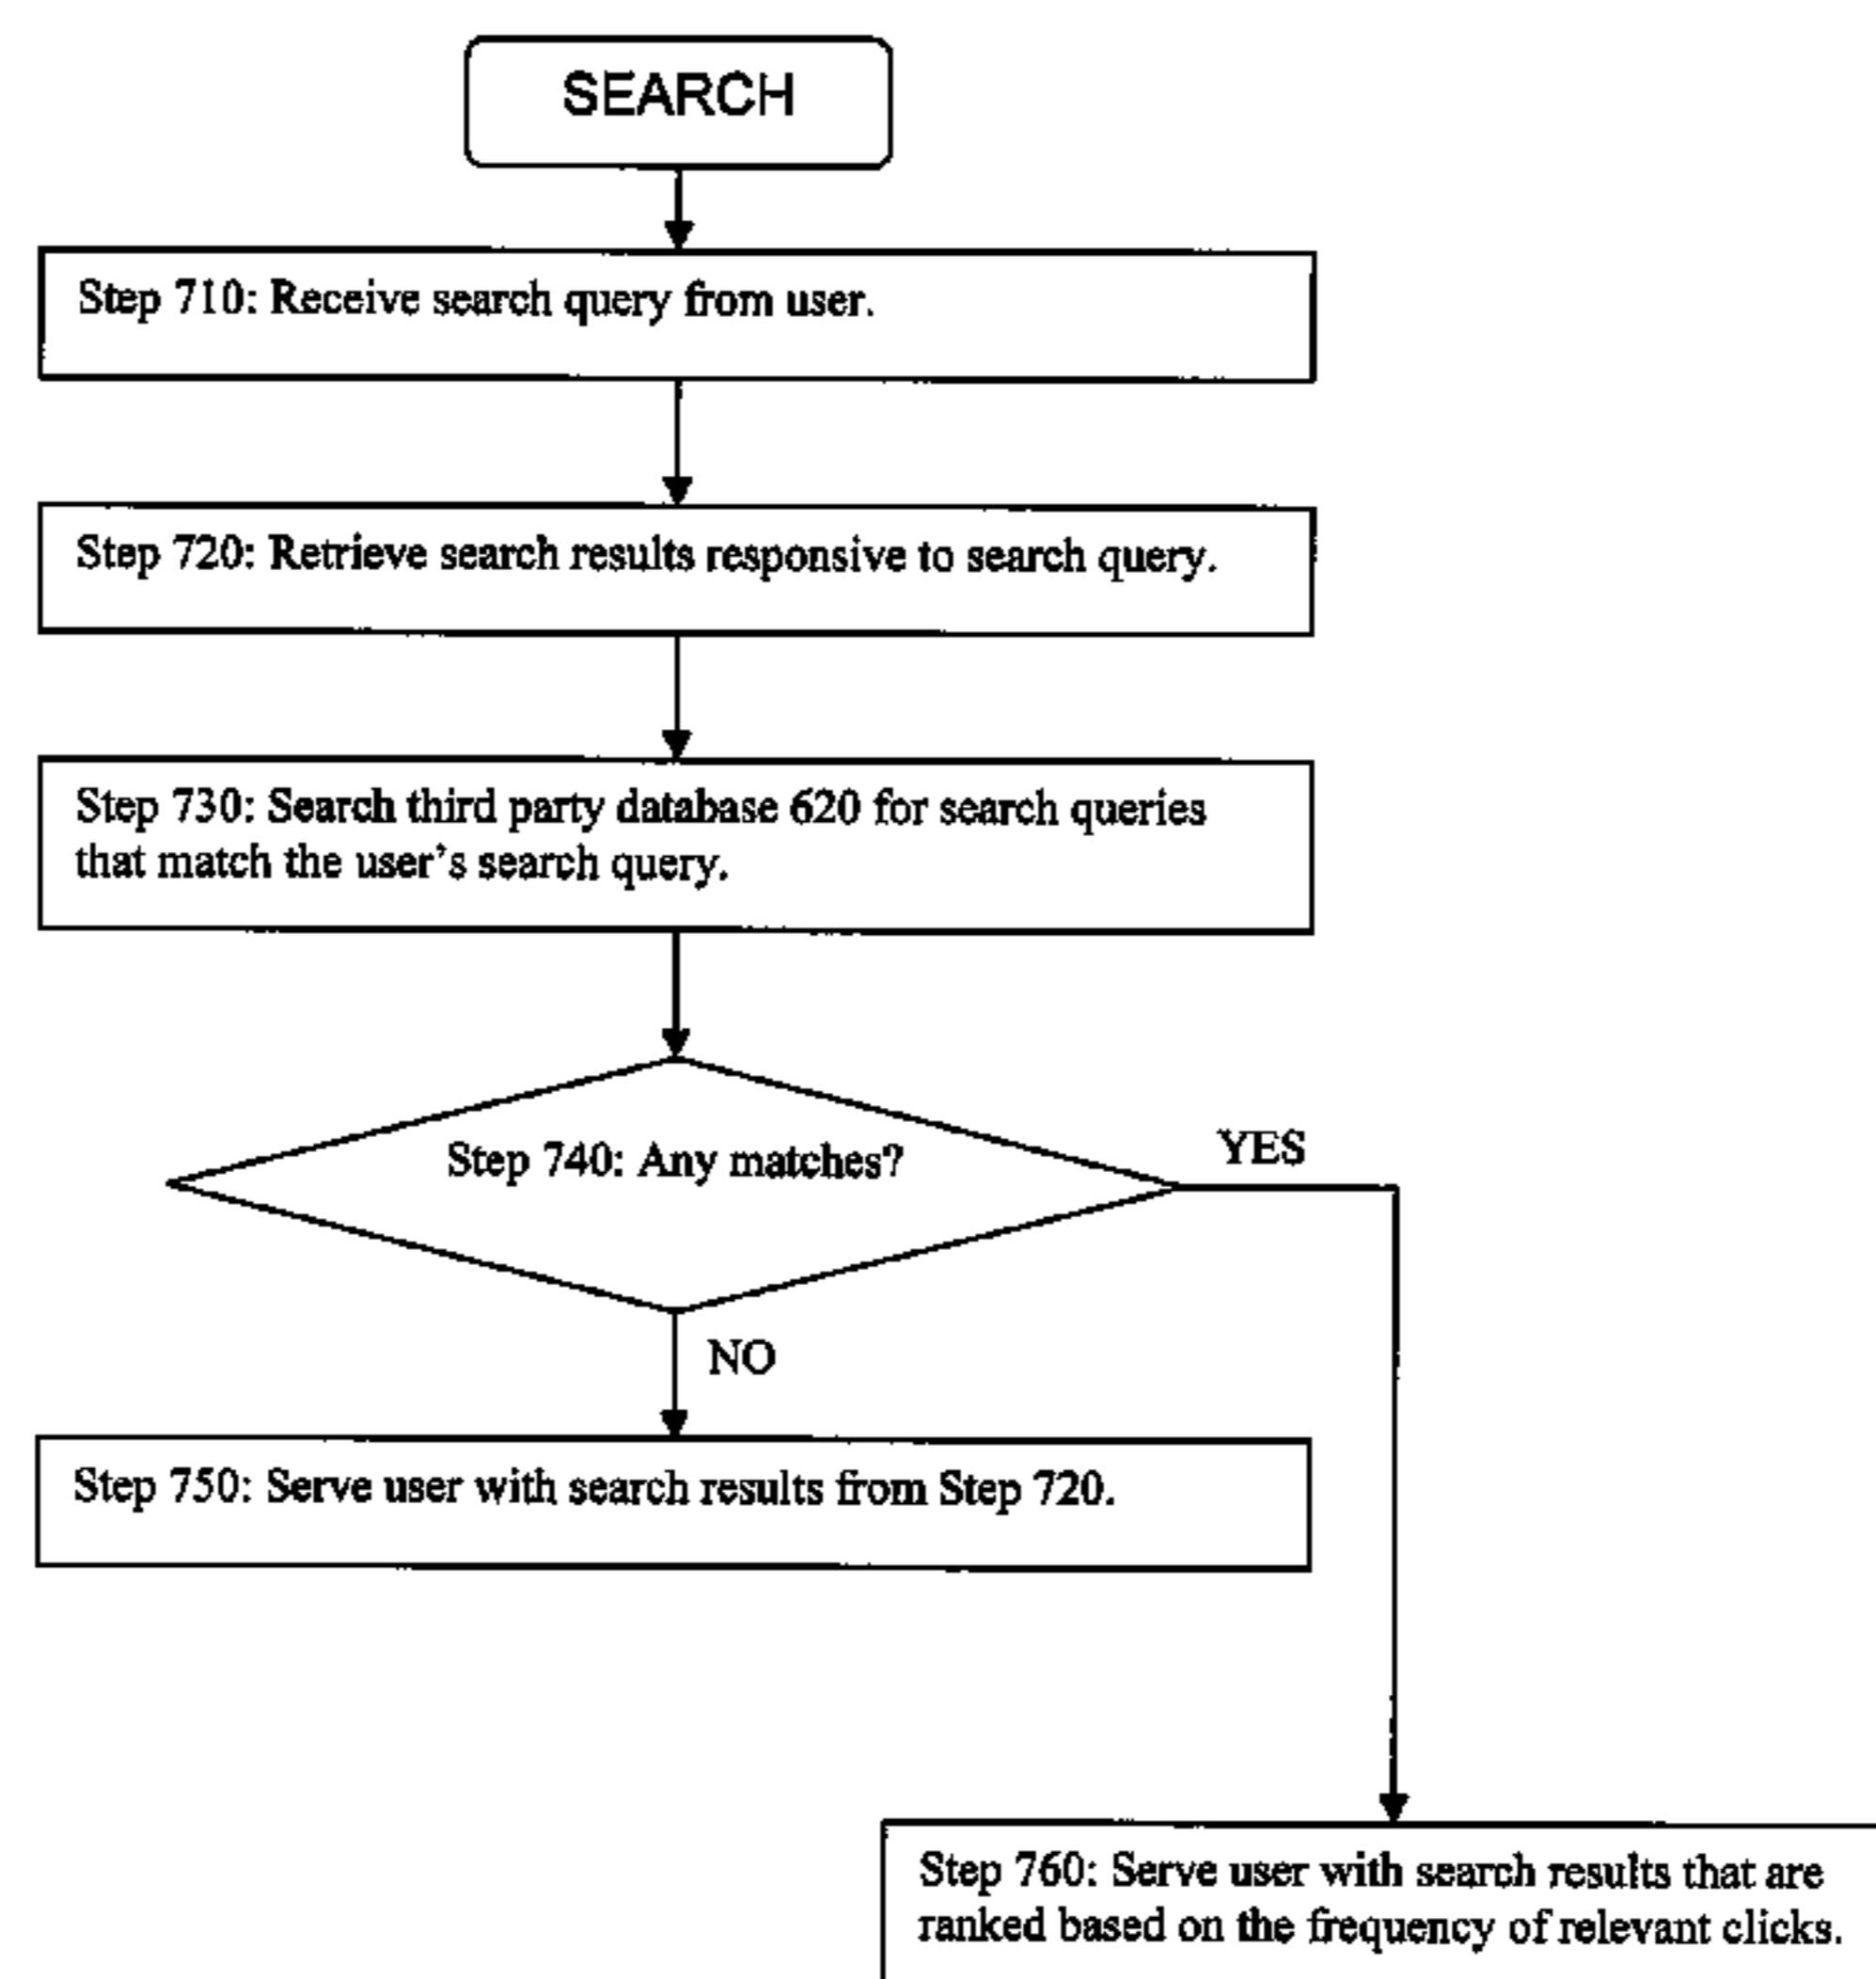 SEARCH
Step 710: Receive search query from user.
Step 720: Retrieve search results responsive to search query.
Step 730: Search third party database 620 for search queries
that match the user's search query.
Step 740: Any matches?
YES
NO
Step 750: Serve user with search results from Step 720.
Step 760: Serve user with search results that are
ranked based on the frequency of relevant clicks.